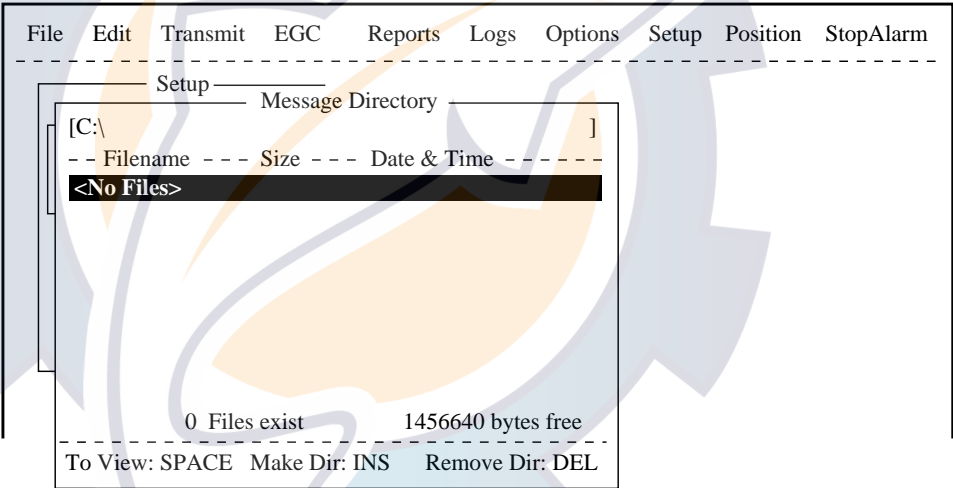 File Edit Transmit EGC Reports Logs Options Setup Position StopAlarm
Setup
Message Directory
[C:\ ]
Filename Size Date & Time
<No Files>
0 Files exist 1456640 bytes free
To View: SPACE Make Dir: INS Remove Dir: DEL